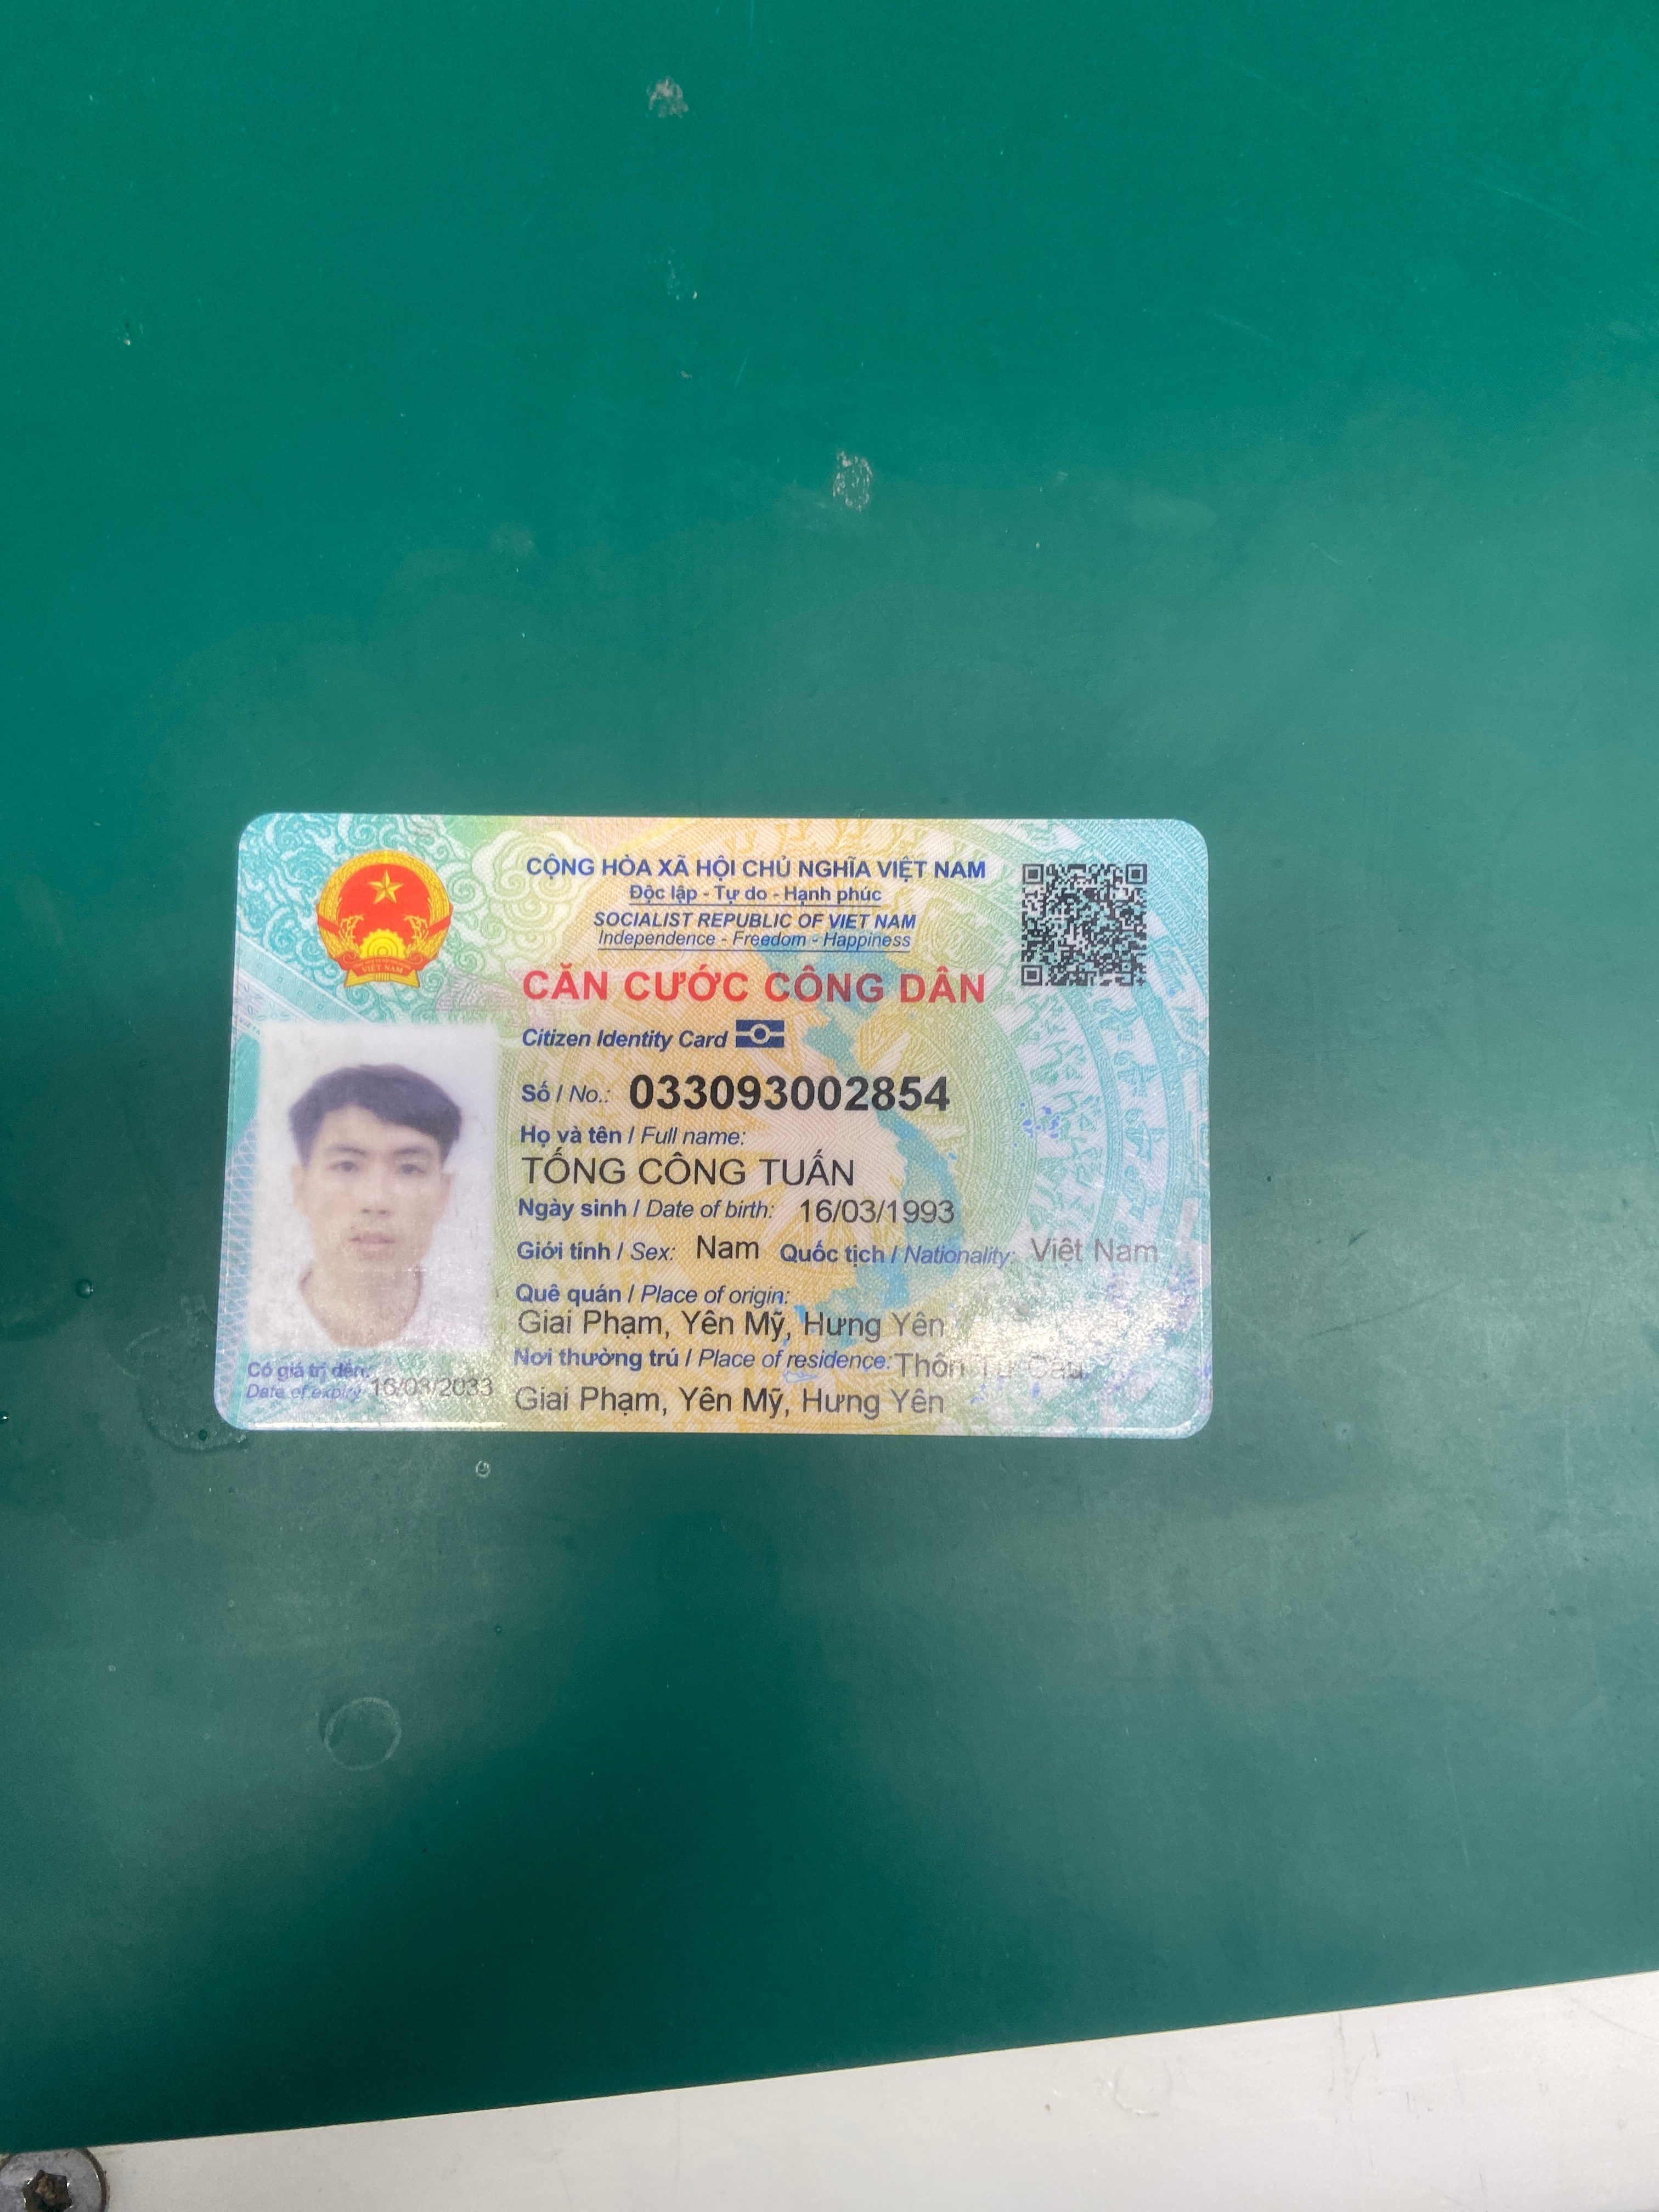 CỘNG HÒA XÃ HỘI CHỦ NGHĨA VIỆT NAM
Độc lập - Tự do - Hạnh phúc
SOCIALIST REPUBLIC OF VIET NAM
Independence - Freedom - Happiness
CĂN CƯỚC CÔNG DÂN
Citizen Identity Card
Số / No.: 033093002854
Họ và tên / Full name:
TỐNG CÔNG TUẤN
Ngày sinh / Date of birth: 16/03/1993
Giới tính / Sex: Nam Quốc tịch / Nationality: Việt Nam
Quê quán / Place of origin:
Giai Phạm, Yên Mỹ, Hưng Yên
Nơi thường trú / Place of residence: Thôn
Giai Phạm, Yên Mỹ, Hưng Yên
Có giá trị đến:
Date of expiry 16/03/2033
VIỆT NAM